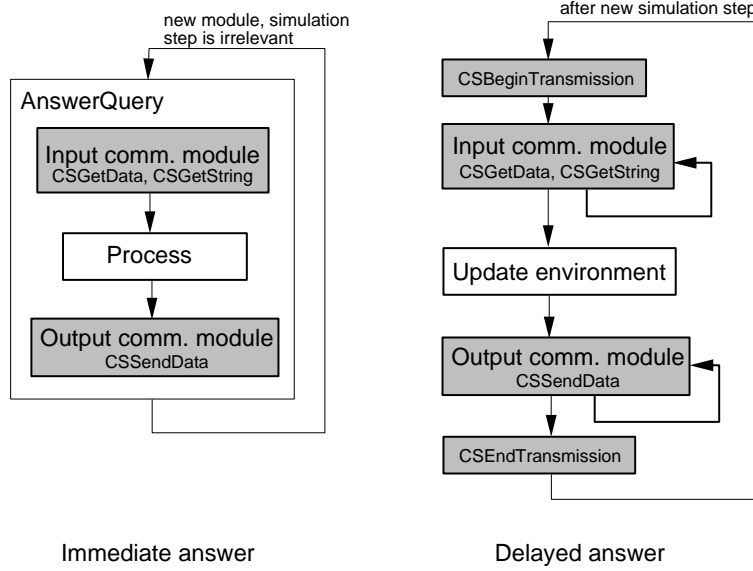 new module, simulation
step is irrelevant
AnswerQuery
Input comm. module
CSGetData, CSGetString
Process
Output comm. module
CSSendData
Immediate answer
after new simulation step
CSBeginTransmission
Input comm. module
CSGetData, CSGetString
Update environment
Output comm. module
CSSendData
CSEndTransmission
Delayed answer